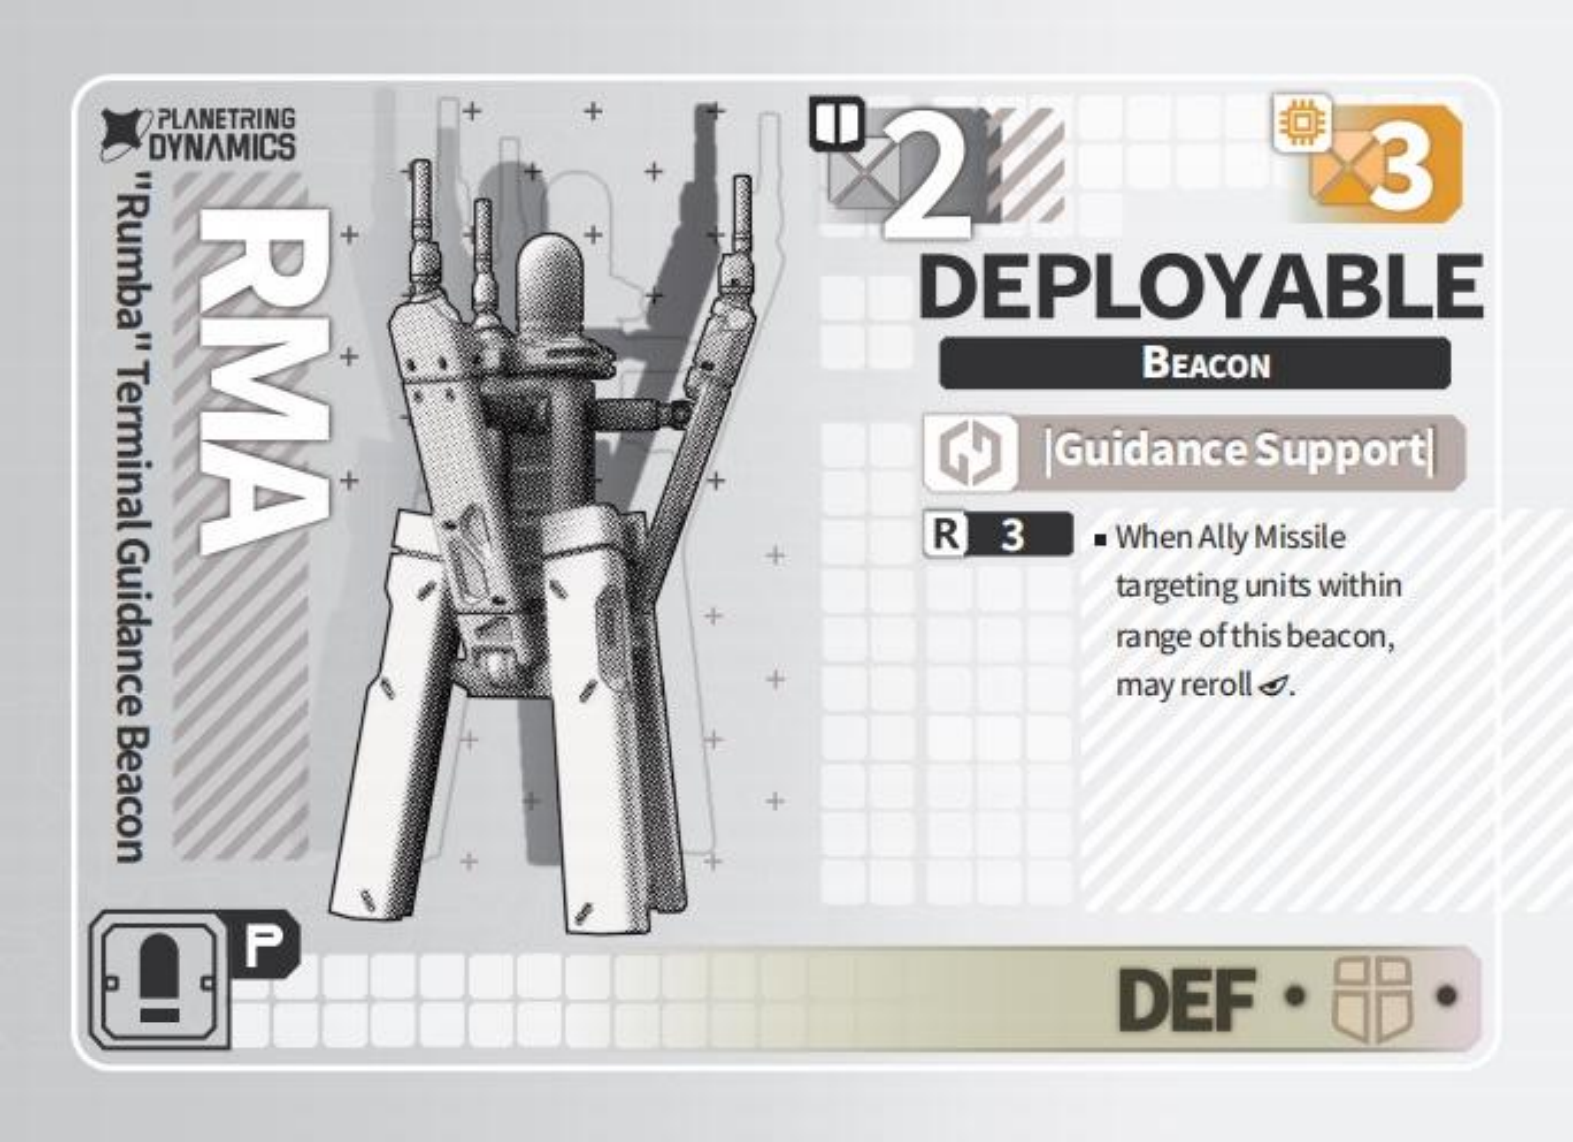 PLANETRING
DYNAMICS
"Rumba" Terminal Guidance Beacon
RMA
2
3
DEPLOYABLE
BEACON
|Guidance Support|
R 3
▪ When Ally Missile
targeting units within
range of this beacon,
may reroll .
P
DEF • •